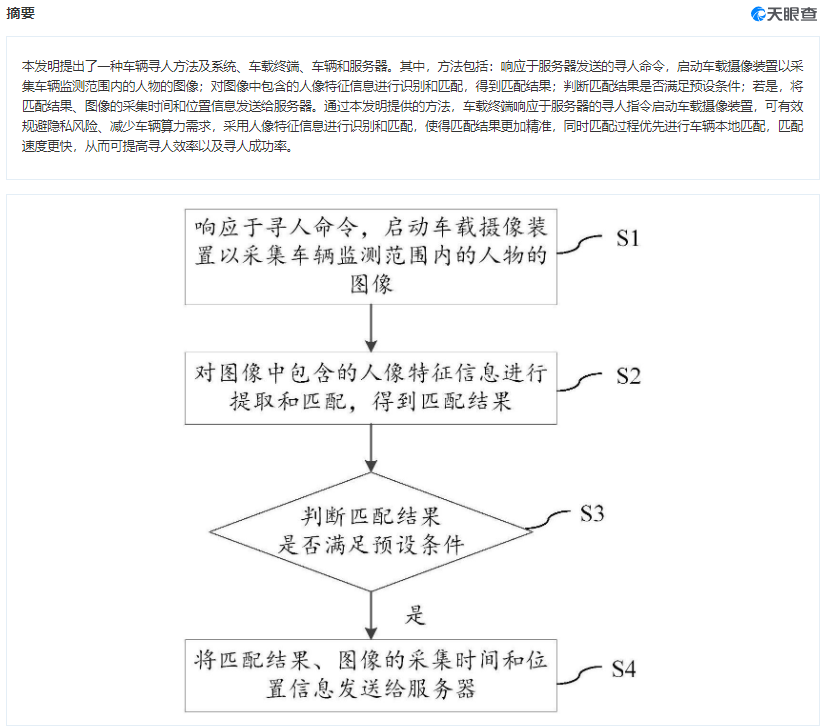 摘要
天眼查
本发明提出了一种车辆寻人方法及系统、车载终端、车辆和服务器。其中，方法包括：响应于服务器发送的寻人命令，启动车载摄像装置以采
集车辆监测范围内的人物的图像；对图像中包含的人像特征信息进行识别和匹配，得到匹配结果；判断匹配结果是否满足预设条件；若是，将
匹配结果、图像的采集时间和位置信息发送给服务器。通过本发明提供的方法，车载终端响应于服务器的寻人指令启动车载摄像装置，可有效
规避隐私风险、减少车辆算力需求，采用人像特征信息进行识别和匹配，使得匹配结果更加精准，同时匹配过程优先进行车辆本地匹配，匹配
速度更快，从而可提高寻人效率以及寻人成功率。
响应于寻人命令，启动车载摄像装
置以采集车辆监测范围内的人物的
图像
S1
对图像中包含的人像特征信息进行
提取和匹配，得到匹配结果
S2
判断匹配结果
是否满足预设条件
S3
是
将匹配结果、图像的采集时间和位
置信息发送给服务器
S4